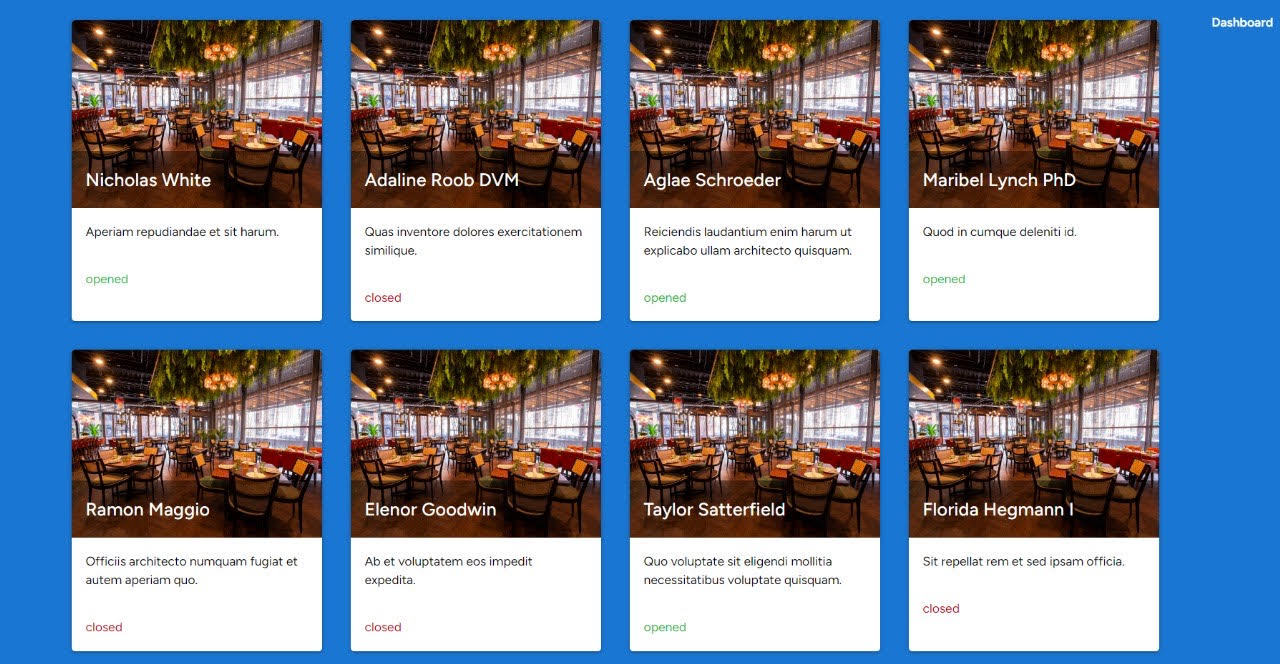 Dashboard
Nicholas White
Aperiam repudiandae et sit harum.
opened
Adaline Roob DVM
Quas inventore dolores exercitationem
similique.
closed
Aglae Schroeder
Reiciendis laudantium enim harum ut
explicabo ullam architecto quisquam.
opened
Maribel Lynch PhD
Quod in cumque deleniti id.
opened
Ramon Maggio
Officiis architecto numquam fugiat et
autem aperiam quo.
closed
Elenor Goodwin
Ab et voluptatem eos impedit
expedita.
closed
Taylor Satterfield
Quo voluptate sit eligendi mollitia
necessitatibus voluptate quisquam.
opened
Florida Hegmann I
Sit repellat rem et sed ipsam officia.
closed